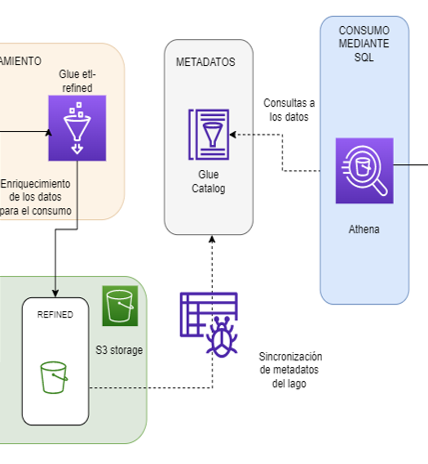 AMIENTO
Glue etl-
refined
Enriquecimiento
de los datos
para el consumo
METADATOS
Glue
Catalog
Consultas a
los datos
CONSUMO
MEDIANTE
SQL
Athena
REFINED
S3 storage
Sincronización
de metadatos
del lago